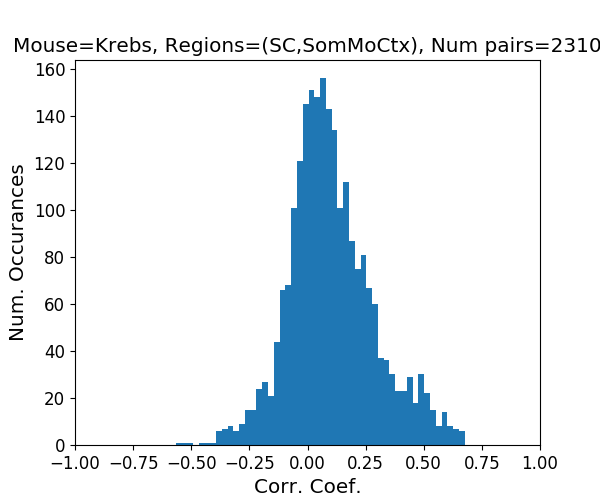 Mouse=Krebs, Regions=(SC,SomMoCtx), Num pairs=2310
160
140
120
100
80
60
40
20
0
Num. Occurances
−1.00 −0.75 −0.50 −0.25 0.00 0.25 0.50 0.75 1.00
Corr. Coef.